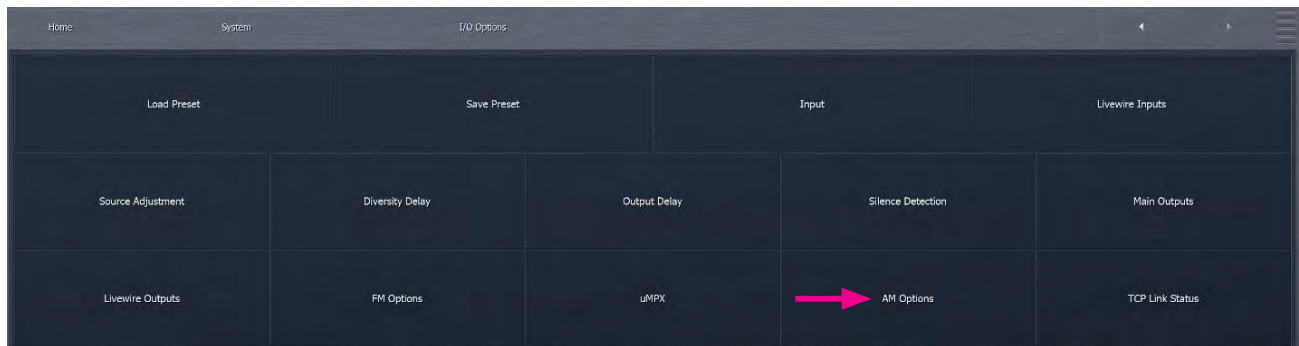 Home System I/O Options
Load Preset Save Preset Input Livewire Inputs
Source Adjustment Diversity Delay Output Delay Silence Detection Main Outputs
Livewire Outputs FM Options uMPX AM Options TCP Link Status